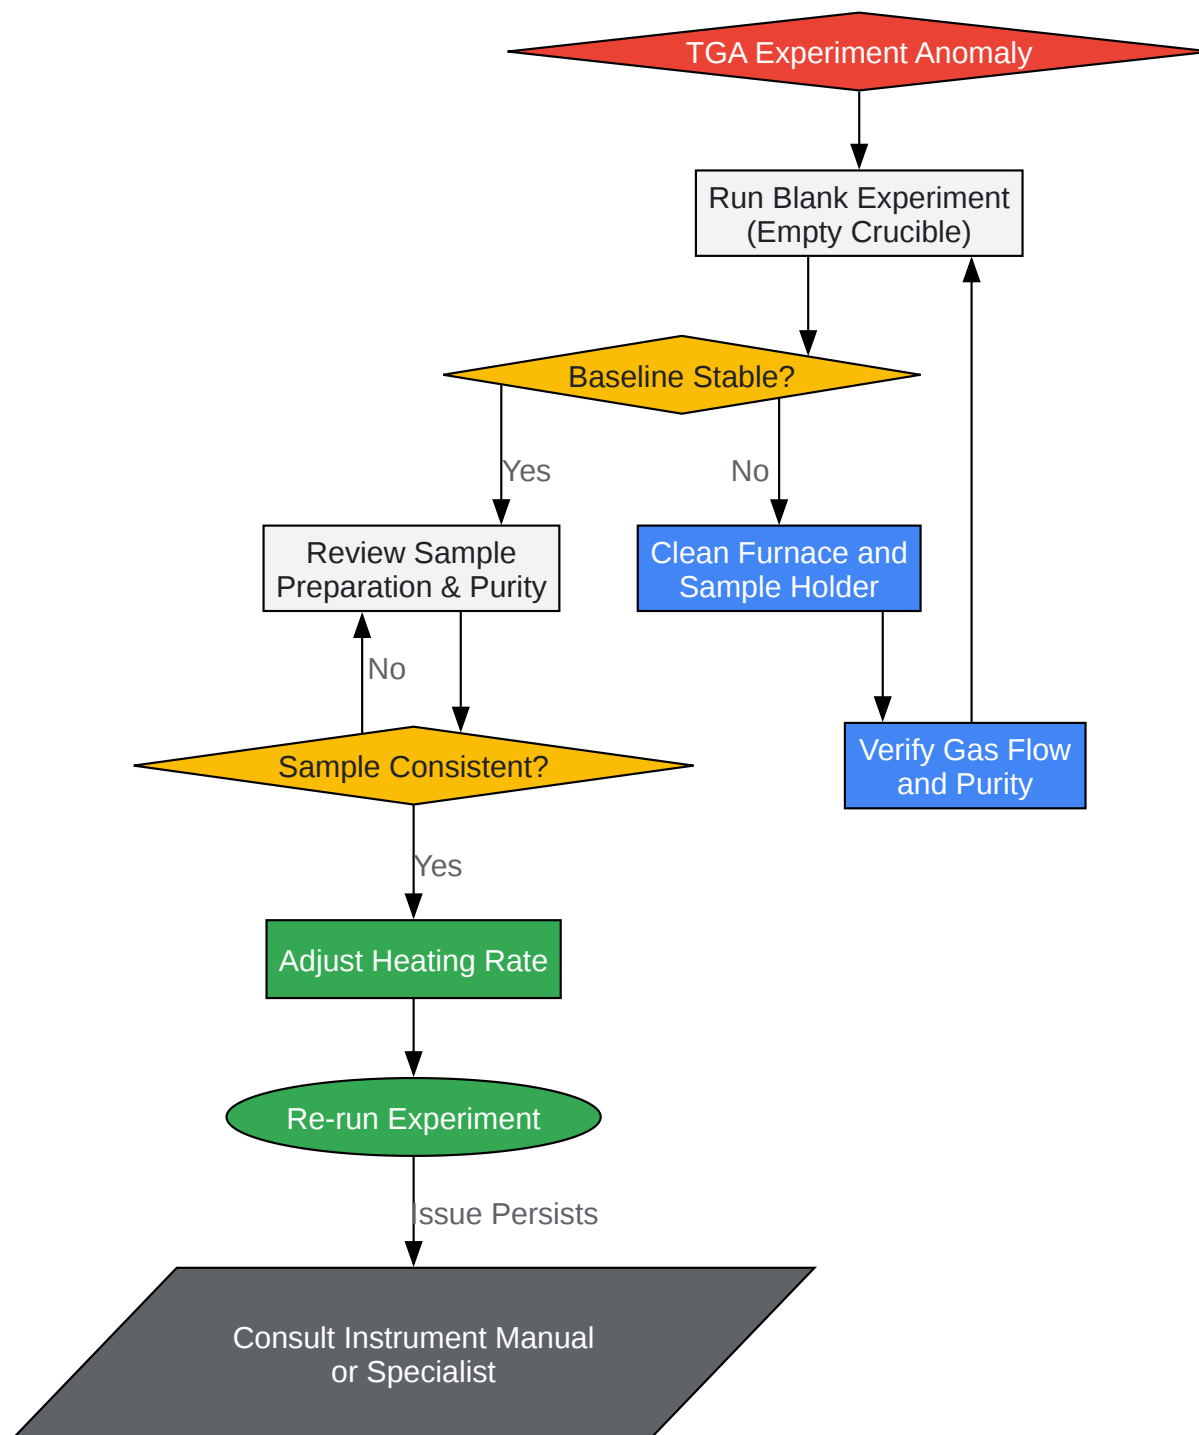 TGA Experiment Anomaly
Run Blank Experiment
(Empty Crucible)
Baseline Stable?
Yes
No
Review Sample
Preparation & Purity
Clean Furnace and
Sample Holder
No
Sample Consistent?
Verify Gas Flow
and Purity
Yes
Adjust Heating Rate
Re-run Experiment
Issue Persists
Consult Instrument Manual
or Specialist